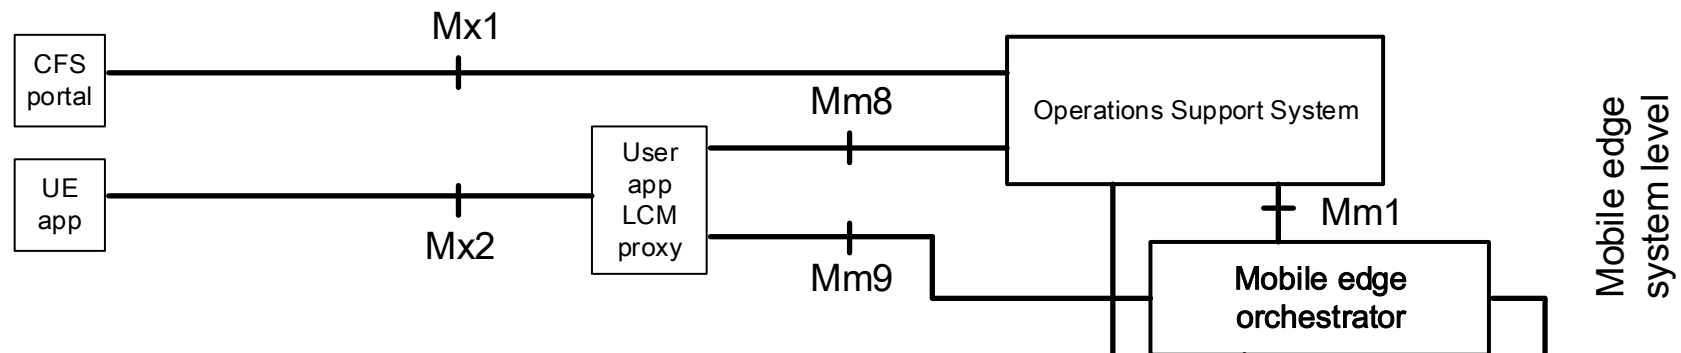 Mx1
CFS
portal
Operations Support System
Mm8
User
app
LCM
proxy
UE
app
Mx2
Mm9
Mm1
Mobile edge
orchestrator
Mobile edge
system level